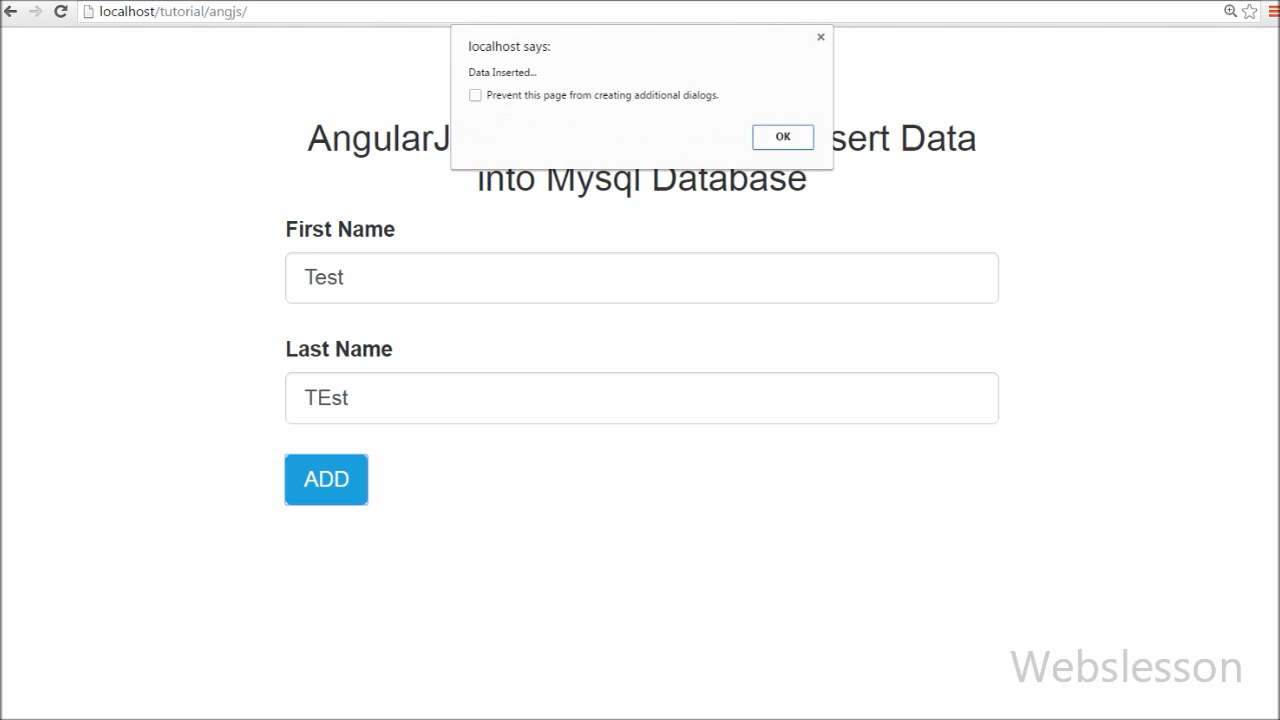 localhost/tutorial/angjs/
localhost says:
Data Inserted...
Prevent this page from creating additional dialogs.
OK
sert Data
into Mysql Database
First Name
Test
Last Name
TEst
ADD
Webslesson